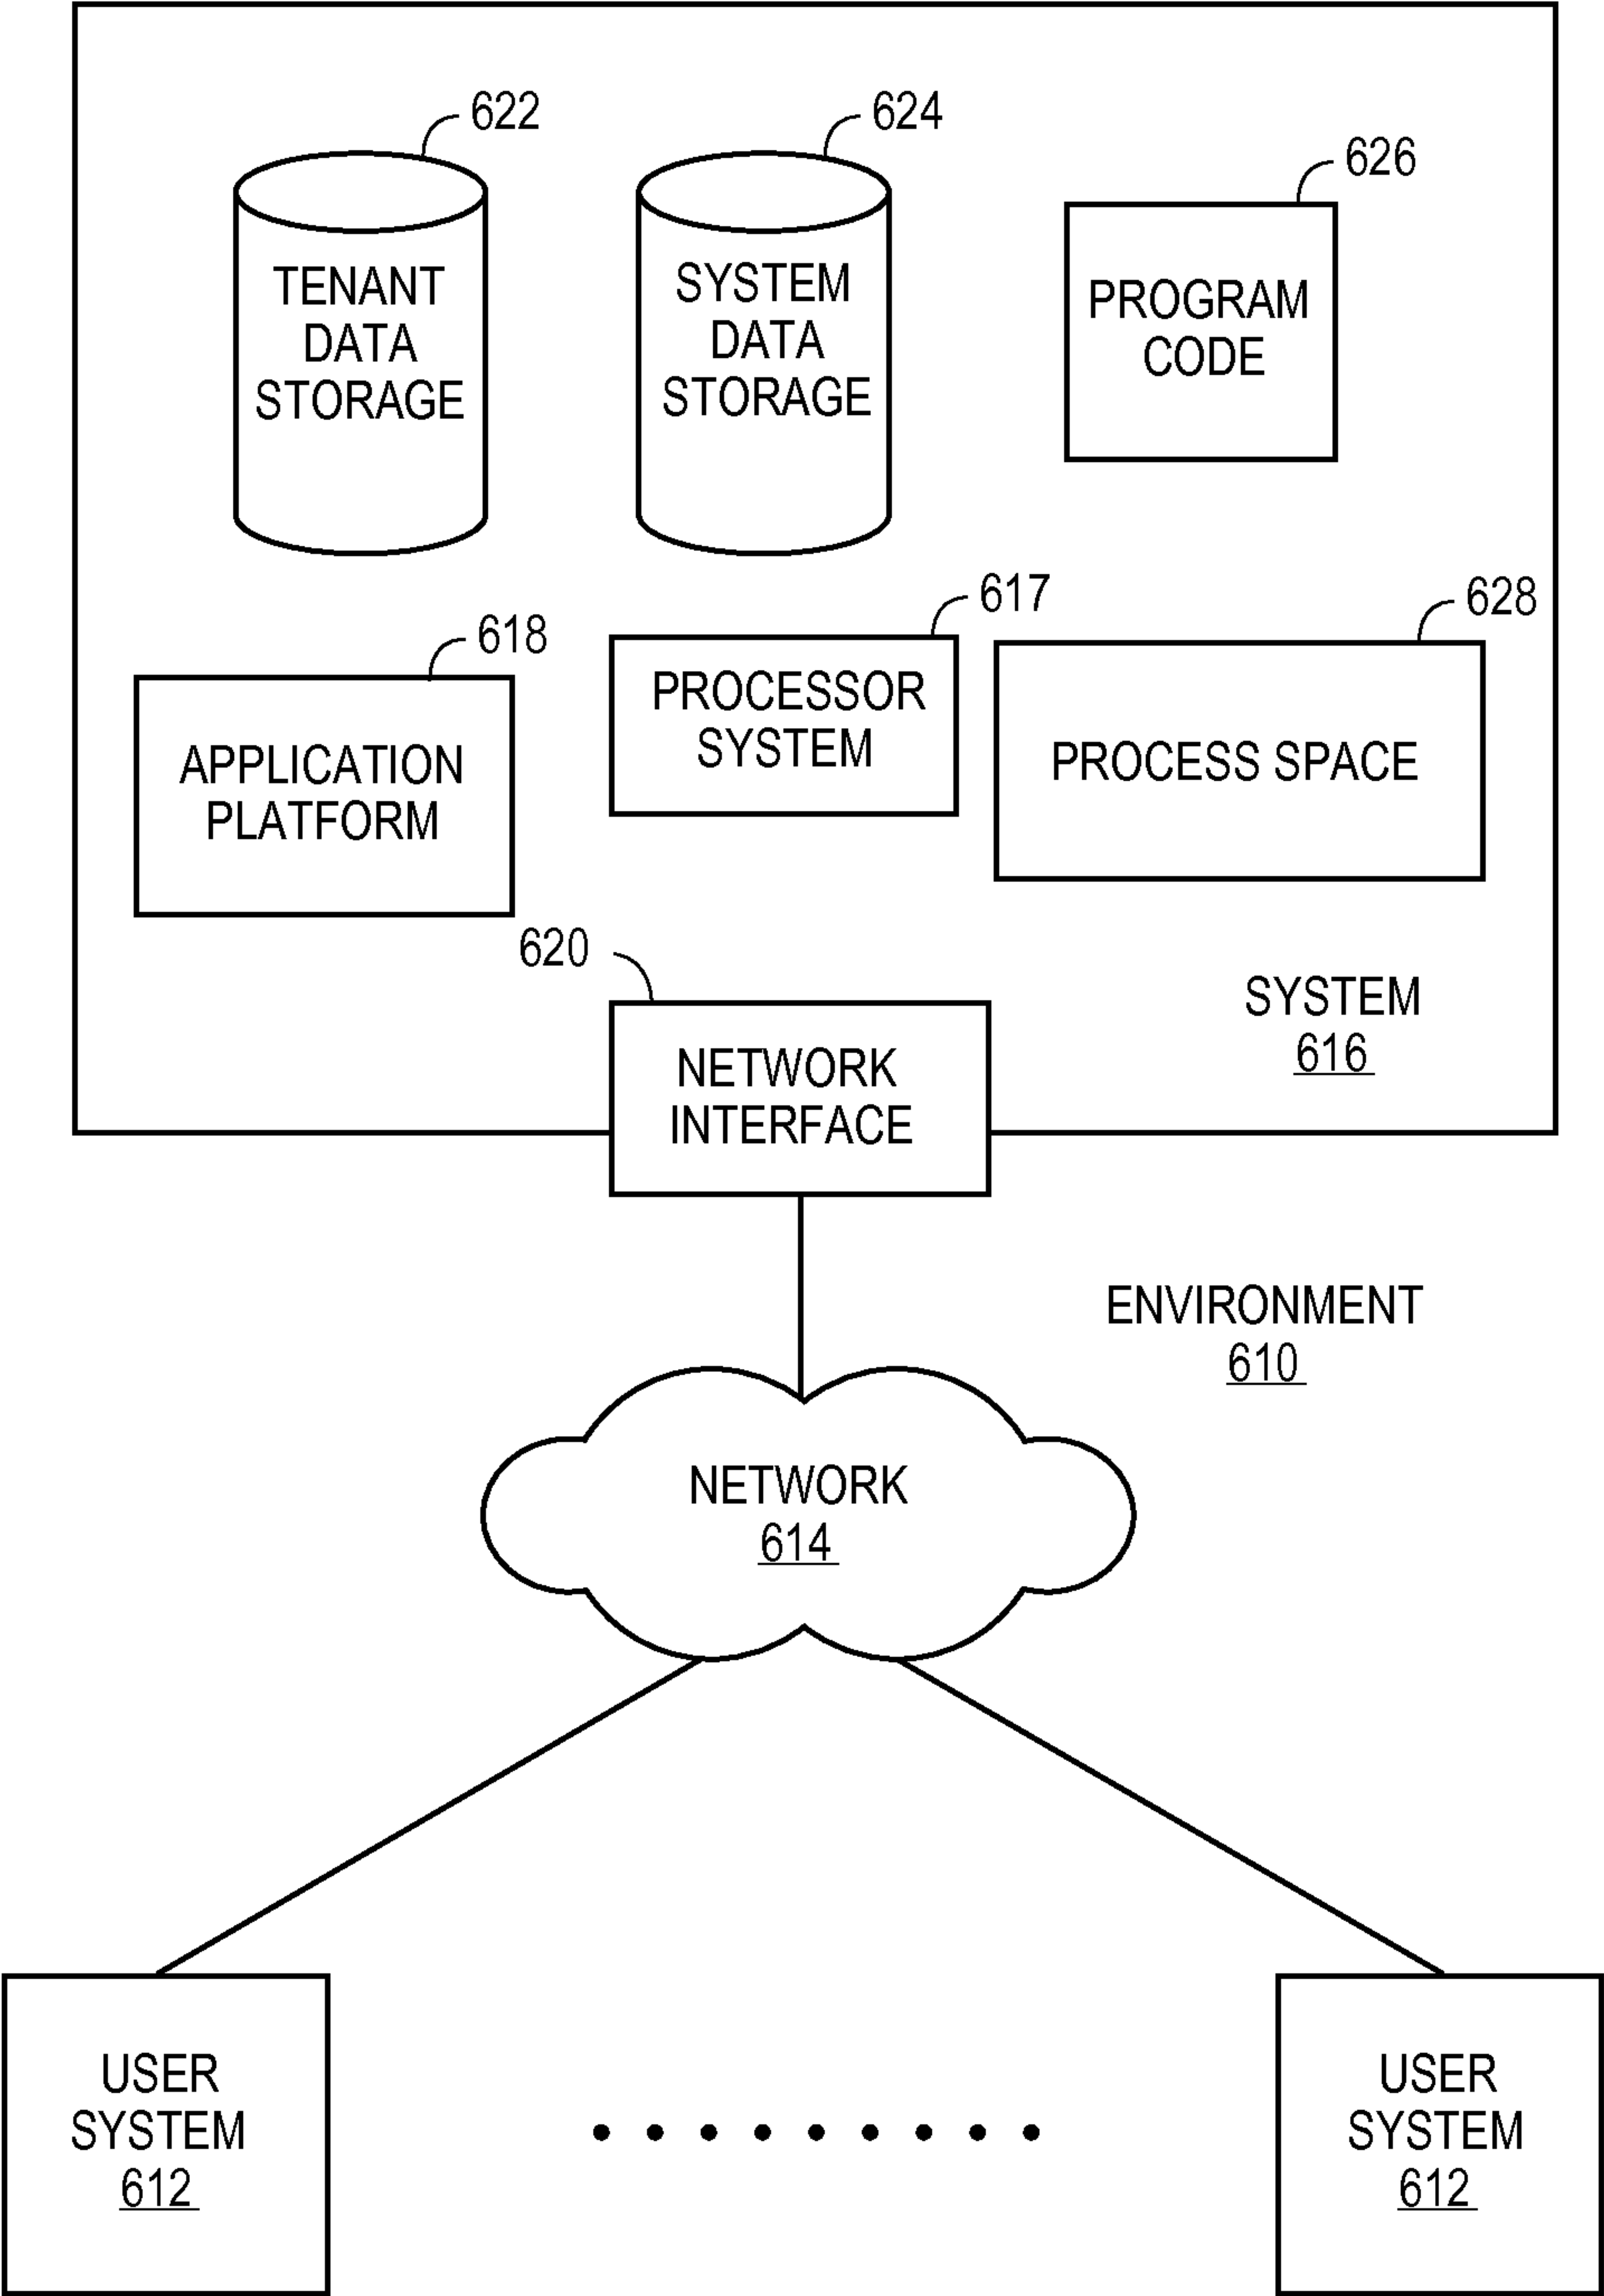 622
624
626
TENANT
DATA
STORAGE
SYSTEM
DATA
STORAGE
PROGRAM
CODE
618
617
628
APPLICATION
PLATFORM
PROCESSOR
SYSTEM
PROCESS SPACE
620
NETWORK
INTERFACE
SYSTEM
616
ENVIRONMENT
610
NETWORK
614
USER
SYSTEM
612
USER
SYSTEM
612